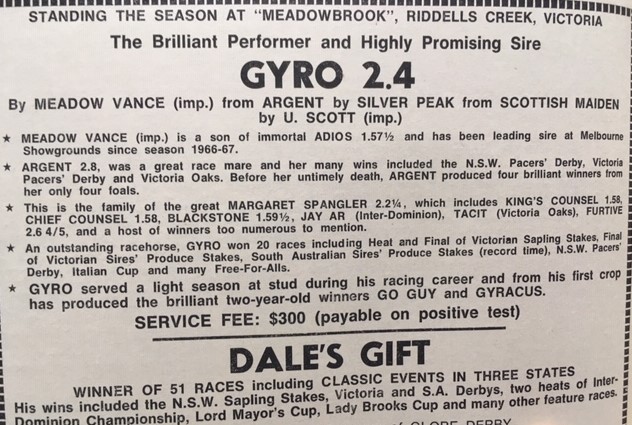 STANDING THE SEASON AT "MEADOWBROOK", RIDDELLS CREEK, VICTORIA
The Brilliant Performer and Highly Promising Sire
GYRO 2.4
By MEADOW VANCE (imp.) from ARGENT by SILVER PEAK from SCOTTISH MAIDEN
by U. SCOTT (imp.)
★ MEADOW VANCE (imp.) is a son of immortal ADIOS 1.57½ and has been leading sire at Melbourne
Showgrounds since season 1966-67.
★ ARGENT 2.8, was a great race mare and her many wins included the N.S.W. Pacers' Derby, Victoria
Pacers' Derby and Victoria Oaks. Before her untimely death, ARGENT produced four brilliant winners from
her only four foals.
★ This is the family of the great MARGARET SPANGLER 2.2¼, which includes KING'S COUNSEL 1.58,
CHIEF COUNSEL 1.58, BLACKSTONE 1.59½, JAY AR (Inter-Dominion), TACIT (Victoria Oaks), FURTIVE
2.6 4/5, and a host of winners too numerous to mention.
★ An outstanding racehorse, GYRO won 20 races including Heat and Final of Victorian Sapling Stakes, Final
of Victorian Sires' Produce Stakes, South Australian Sires' Produce Stakes (record time), N.S.W. Pacers'
Derby, Italian Cup and many Free-For-Alls.
★ GYRO served a light season at stud during his racing career and from his first crop
has produced the brilliant two-year-old winners GO GUY and GYRACUS.
SERVICE FEE: $300 (payable on positive test)
DALE'S GIFT
WINNER OF 51 RACES including CLASSIC EVENTS IN THREE STATES
His wins included the N.S.W. Sapling Stakes, Victoria and S.A. Derbys, two heats of Inter-
Dominion Championship, Lord Mayor's Cup, Lady Brooks Cup and many other feature races.
GLOBE DERBY